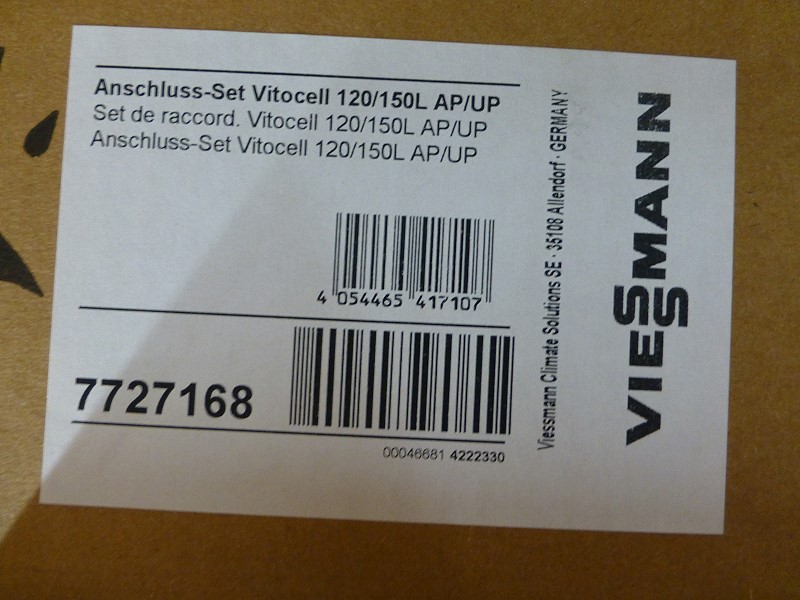 Anschluss-Set Vitocell 120/150L AP/UP
Set de raccord. Vitocell 120/150L AP/UP
Anschluss-Set Vitocell 120/150L AP/UP
4 054465 417107
7727168
00046681 4222330
Viessmann Climate Solutions SE · 35108 Allendorf · GERMANY
VIESSMANN